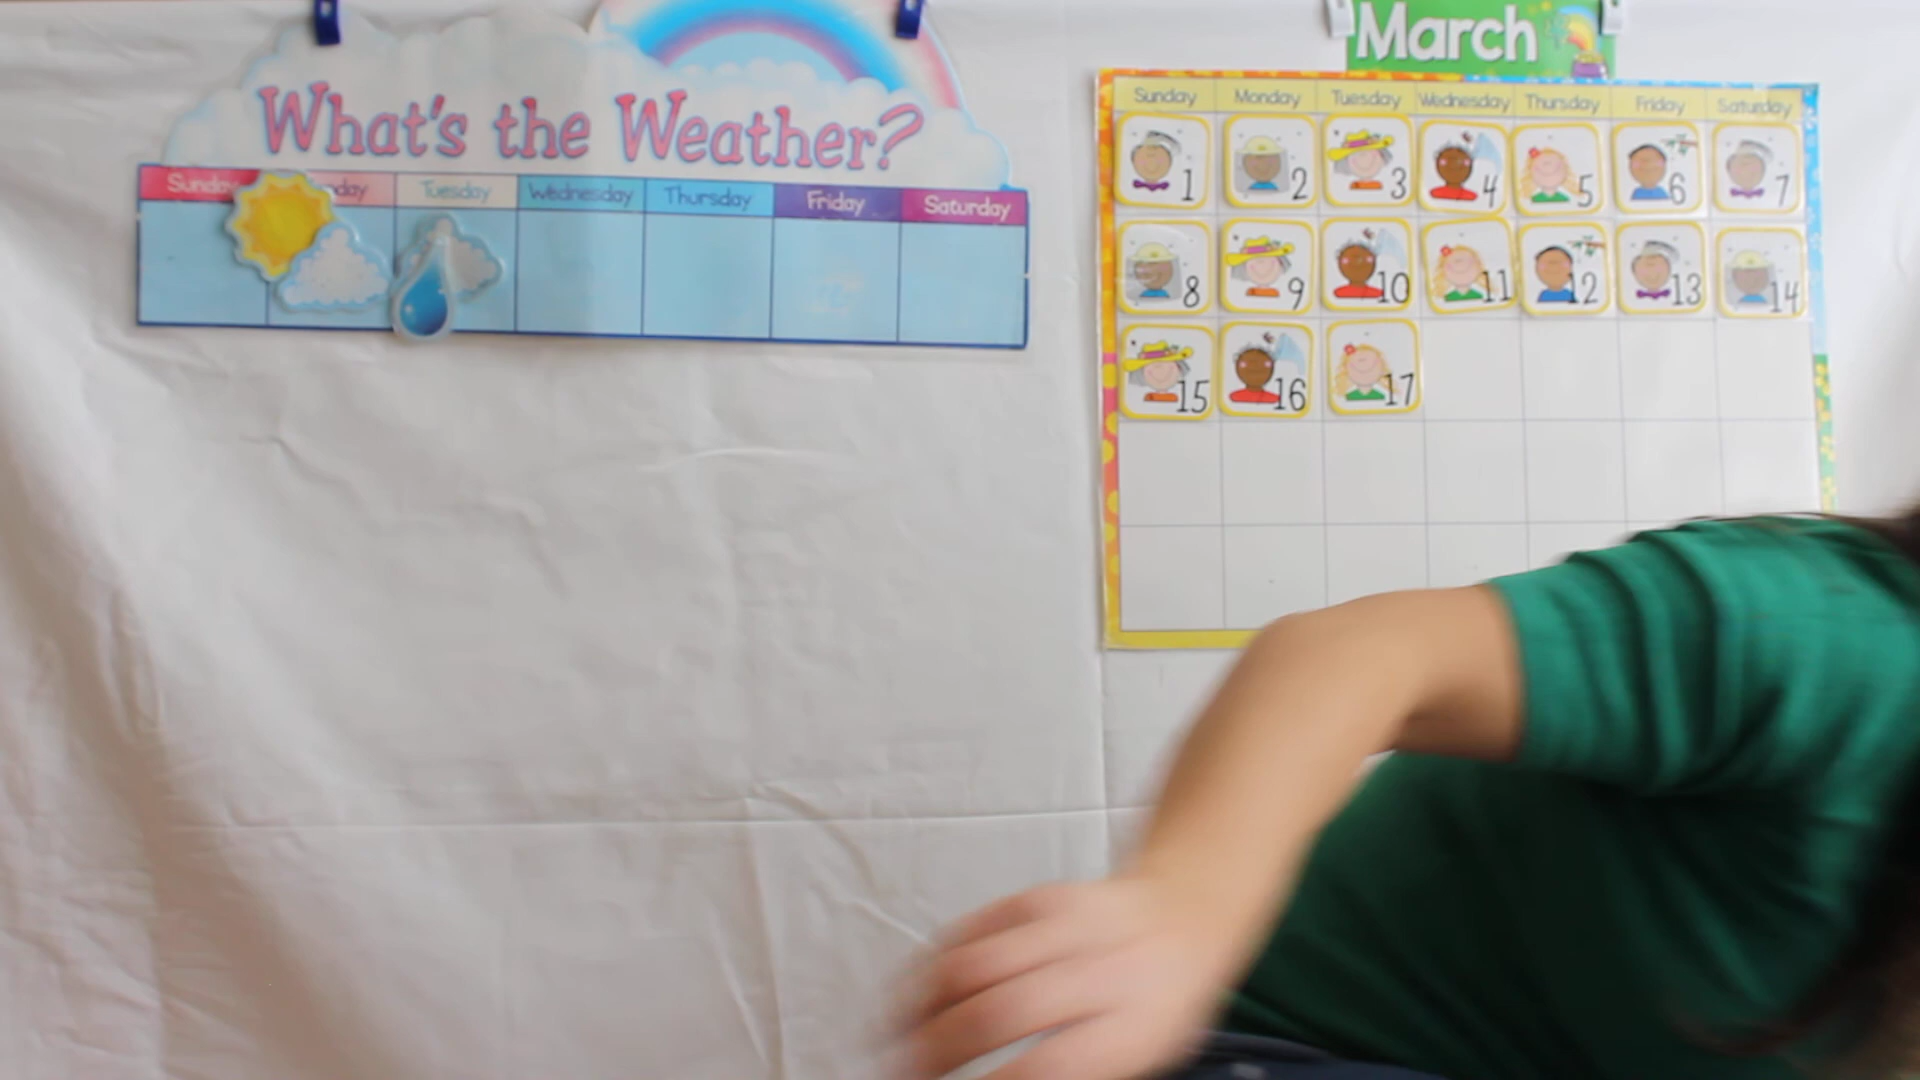 What's the Weather?
Sunday Tuesday Wednesday Thursday Friday Saturday
March
Sunday Monday Tuesday Wednesday Thursday Friday Saturday
1 2 3 4 5 6 7
8 9 10 11 12 13 14
15 16 17